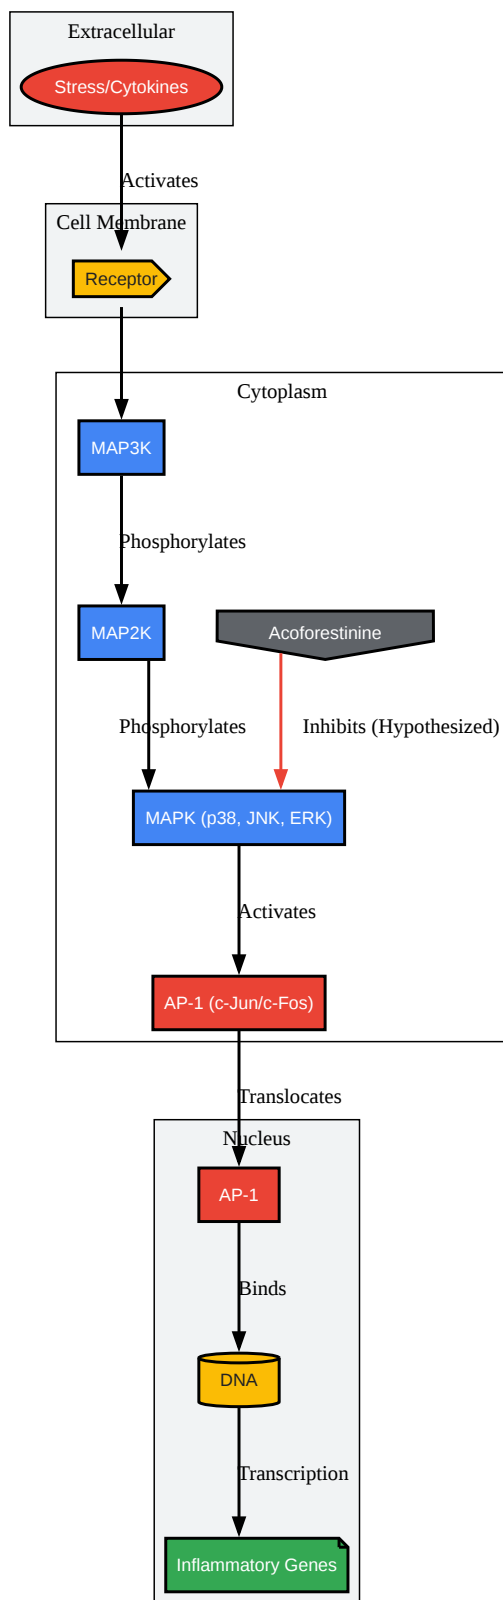 Extracellular
Stress/Cytokines
Activates
Cell Membrane
Receptor
Cytoplasm
MAP3K
Phosphorylates
MAP2K
Acoforestinine
Phosphorylates
Inhibits (Hypothesized)
MAPK (p38, JNK, ERK)
Activates
AP-1 (c-Jun/c-Fos)
Translocates
Nucleus
AP-1
Binds
DNA
Transcription
Inflammatory Genes